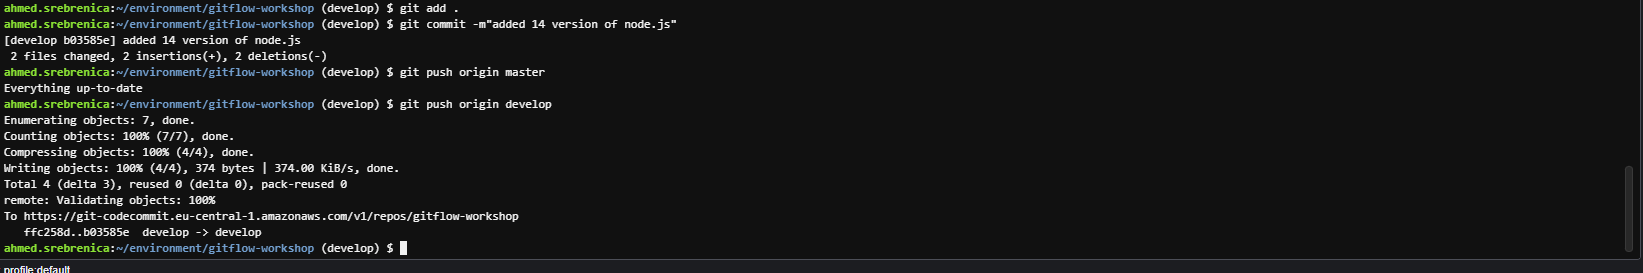 ahmed.srebrenica:~/environment/gitflow-workshop (develop) $ git add .
ahmed.srebrenica:~/environment/gitflow-workshop (develop) $ git commit -m"added 14 version of node.js"
[develop b03585e] added 14 version of node.js
 2 files changed, 2 insertions(+), 2 deletions(-)
ahmed.srebrenica:~/environment/gitflow-workshop (develop) $ git push origin master
Everything up-to-date
ahmed.srebrenica:~/environment/gitflow-workshop (develop) $ git push origin develop
Enumerating objects: 7, done.
Counting objects: 100% (7/7), done.
Compressing objects: 100% (4/4), done.
Writing objects: 100% (4/4), 374 bytes | 374.00 KiB/s, done.
Total 4 (delta 3), reused 0 (delta 0), pack-reused 0
remote: Validating objects: 100%
To https://git-codecommit.eu-central-1.amazonaws.com/v1/repos/gitflow-workshop
   ffc258d..b03585e  develop -> develop
ahmed.srebrenica:~/environment/gitflow-workshop (develop) $
profile:default